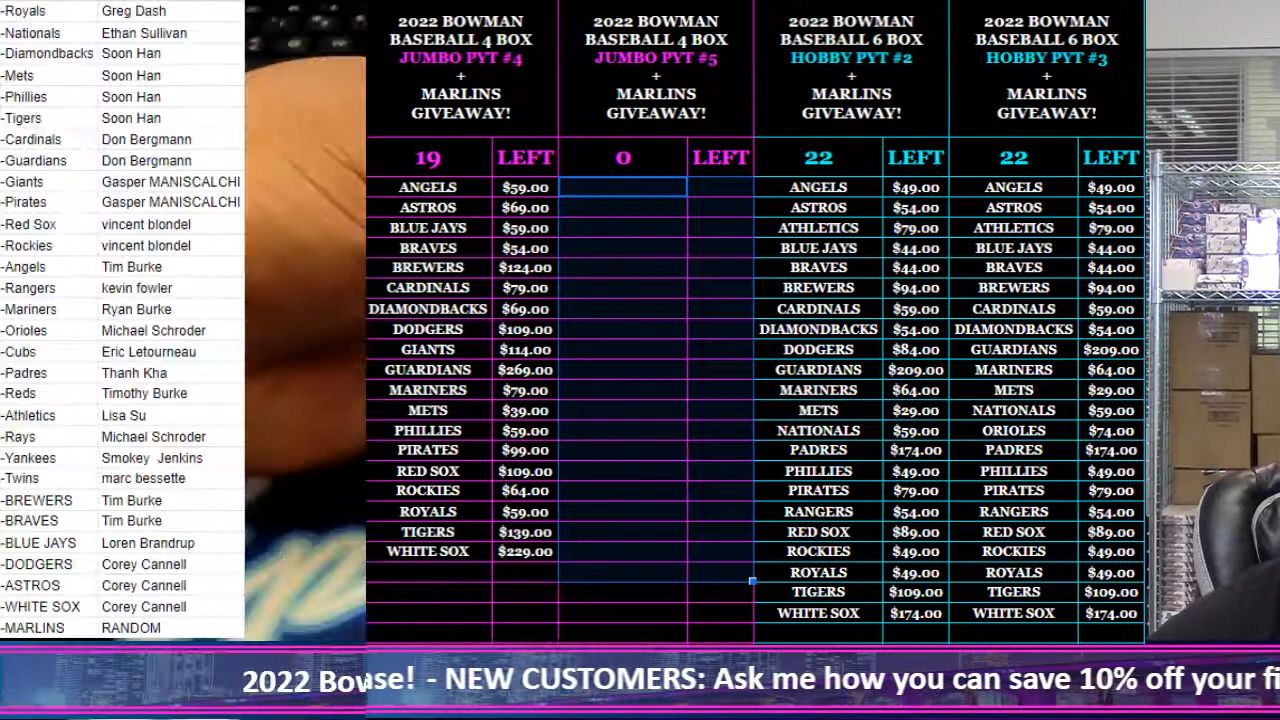 -Royals Greg Dash
-Nationals Ethan Sullivan
-Diamondbacks Soon Han
-Mets Soon Han
-Phillies Soon Han
-Tigers Soon Han
-Cardinals Don Bergmann
-Guardians Don Bergmann
-Giants Gasper MANISCALCHI
-Pirates Gasper MANISCALCHI
-Red Sox vincent blondel
-Rockies vincent blondel
-Angels Tim Burke
-Rangers kevin fowler
-Mariners Ryan Burke
-Orioles Michael Schroder
-Cubs Eric Letourneau
-Padres Thanh Kha
-Reds Timothy Burke
-Athletics Lisa Su
-Rays Michael Schroder
-Yankees Smokey Jenkins
-Twins marc bessette
-BREWERS Tim Burke
-BRAVES Tim Burke
-BLUE JAYS Loren Brandrup
-DODGERS Corey Cannell
-ASTROS Corey Cannell
-WHITE SOX Corey Cannell
-MARLINS RANDOM
2022 BOWMAN
BASEBALL 4 BOX
JUMBO PYT #4
+
MARLINS
GIVEAWAY!
19 LEFT
ANGELS $59.00
ASTROS $69.00
BLUE JAYS $59.00
BRAVES $54.00
BREWERS $124.00
CARDINALS $79.00
DIAMONDBACKS $69.00
DODGERS $109.00
GIANTS $114.00
GUARDIANS $269.00
MARINERS $79.00
METS $39.00
PHILLIES $59.00
PIRATES $99.00
RED SOX $109.00
ROCKIES $64.00
ROYALS $59.00
TIGERS $139.00
WHITE SOX $229.00
2022 BOWMAN
BASEBALL 4 BOX
JUMBO PYT #5
+
MARLINS
GIVEAWAY!
0 LEFT
2022 BOWMAN
BASEBALL 6 BOX
HOBBY PYT #2
+
MARLINS
GIVEAWAY!
22 LEFT
ANGELS $49.00
ASTROS $54.00
ATHLETICS $79.00
BLUE JAYS $44.00
BRAVES $44.00
BREWERS $94.00
CARDINALS $59.00
DIAMONDBACKS $54.00
DODGERS $84.00
GUARDIANS $209.00
MARINERS $64.00
METS $29.00
NATIONALS $59.00
PADRES $174.00
PHILLIES $49.00
PIRATES $79.00
RANGERS $54.00
RED SOX $89.00
ROCKIES $49.00
ROYALS $49.00
TIGERS $109.00
WHITE SOX $174.00
2022 BOWMAN
BASEBALL 6 BOX
HOBBY PYT #3
+
MARLINS
GIVEAWAY!
22 LEFT
ANGELS $49.00
ASTROS $54.00
ATHLETICS $79.00
BLUE JAYS $44.00
BRAVES $44.00
BREWERS $94.00
CARDINALS $59.00
DIAMONDBACKS $54.00
GUARDIANS $209.00
MARINERS $64.00
METS $29.00
NATIONALS $59.00
ORIOLES $74.00
PADRES $174.00
PHILLIES $49.00
PIRATES $79.00
RANGERS $54.00
RED SOX $89.00
ROCKIES $49.00
ROYALS $49.00
TIGERS $109.00
WHITE SOX $174.00
2022 Bow
se! - NEW CUSTOMERS: Ask me how you can save 10% off your fi